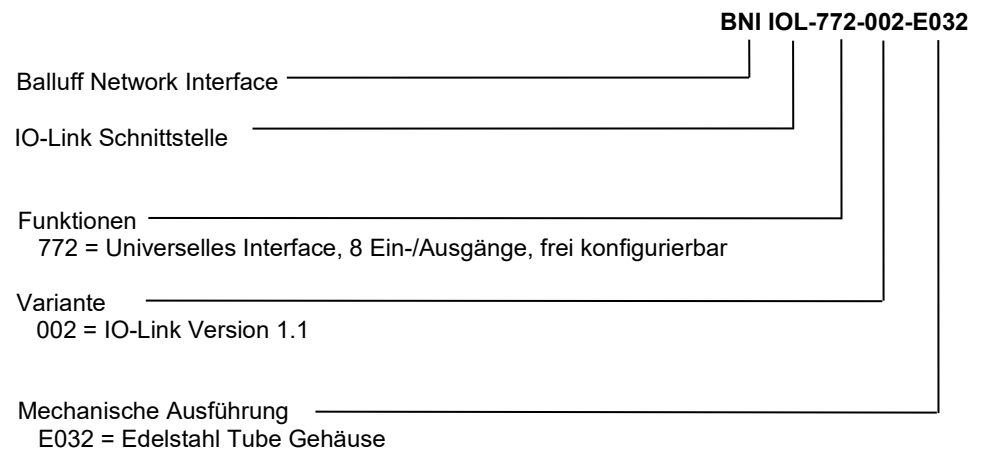 BNI IOL-772-002-E032
Balluff Network Interface
IO-Link Schnittstelle
Funktionen
772 = Universelles Interface, 8 Ein-/Ausgänge, frei konfigurierbar
Variante
002 = IO-Link Version 1.1
Mechanische Ausführung
E032 = Edelstahl Tube Gehäuse